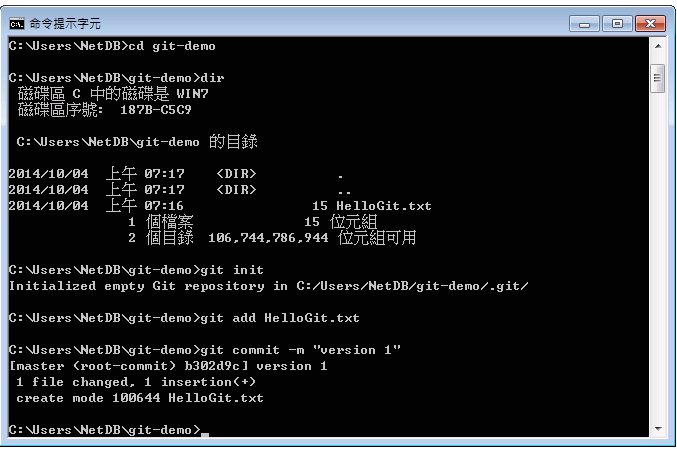 命令提示字元
C:\Users\NetDB>cd git-demo
C:\Users\NetDB\git-demo>dir
磁碟區 C 中的磁碟是 WIN7
磁碟區序號: 187B-C5C9
C:\Users\NetDB\git-demo 的目錄
2014/10/04 上午 07:17 <DIR> .
2014/10/04 上午 07:17 <DIR> ..
2014/10/04 上午 07:16 15 HelloGit.txt
1 個檔案 15 位元組
2 個目錄 106,744,786,944 位元組可用
C:\Users\NetDB\git-demo>git init
Initialized empty Git repository in C:/Users/NetDB/git-demo/.git/
C:\Users\NetDB\git-demo>git add HelloGit.txt
C:\Users\NetDB\git-demo>git commit -m "version 1"
[master (root-commit) b302d9c] version 1
1 file changed, 1 insertion(+)
create mode 100644 HelloGit.txt
C:\Users\NetDB\git-demo>_